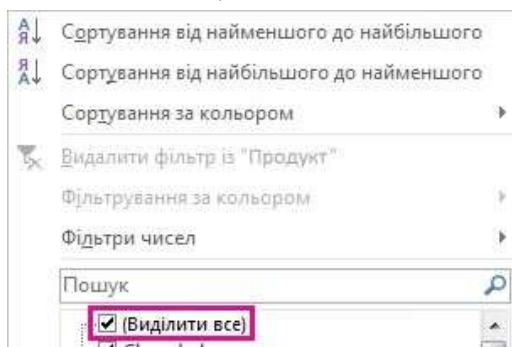 Сортування від найменшого до найбільшого
Сортування від найбільшого до найменшого
Сортування за кольором
Видалити фільтр із "Продукт"
Фільтрування за кольором
Фільтри чисел
Пошук
(Виділити все)